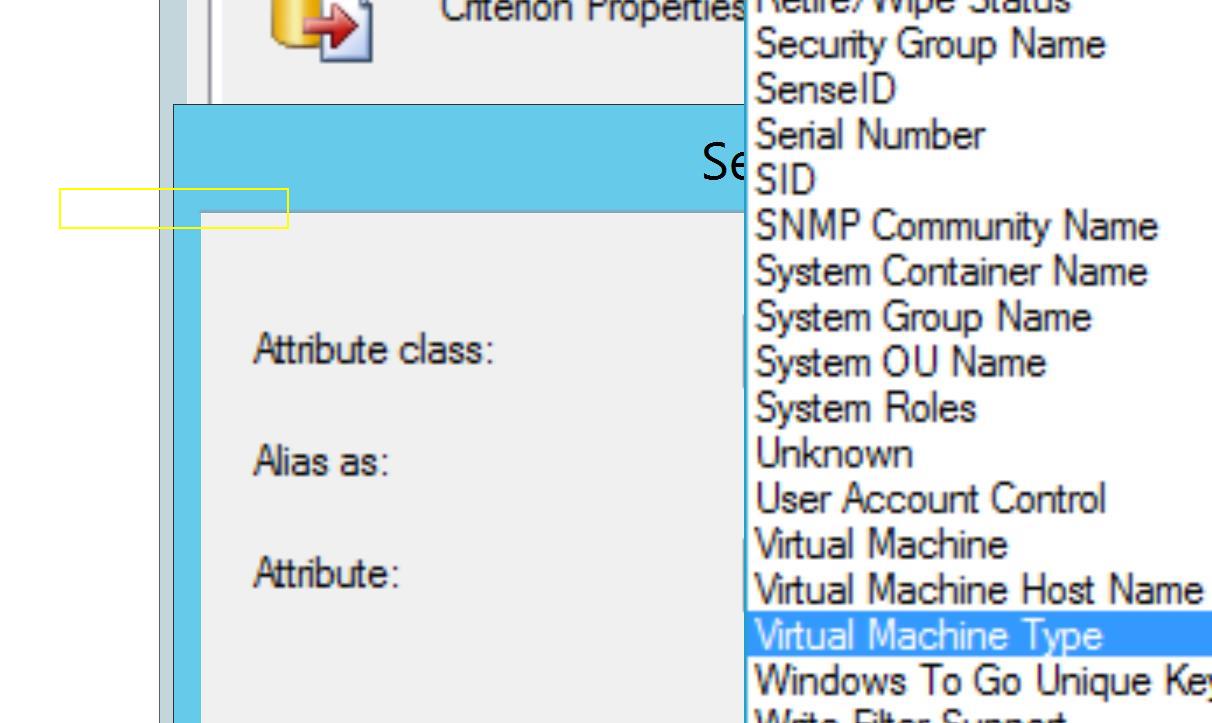 Criterion Properties
Retire/Wipe Status
Security Group Name
SenseID
Serial Number
Se
SID
SNMP Community Name
System Container Name
System Group Name
Attribute class:
System OU Name
System Roles
Alias as:
Unknown
User Account Control
Virtual Machine
Attribute:
Virtual Machine Host Name
Virtual Machine Type
Windows To Go Unique Key
Write Filter Support